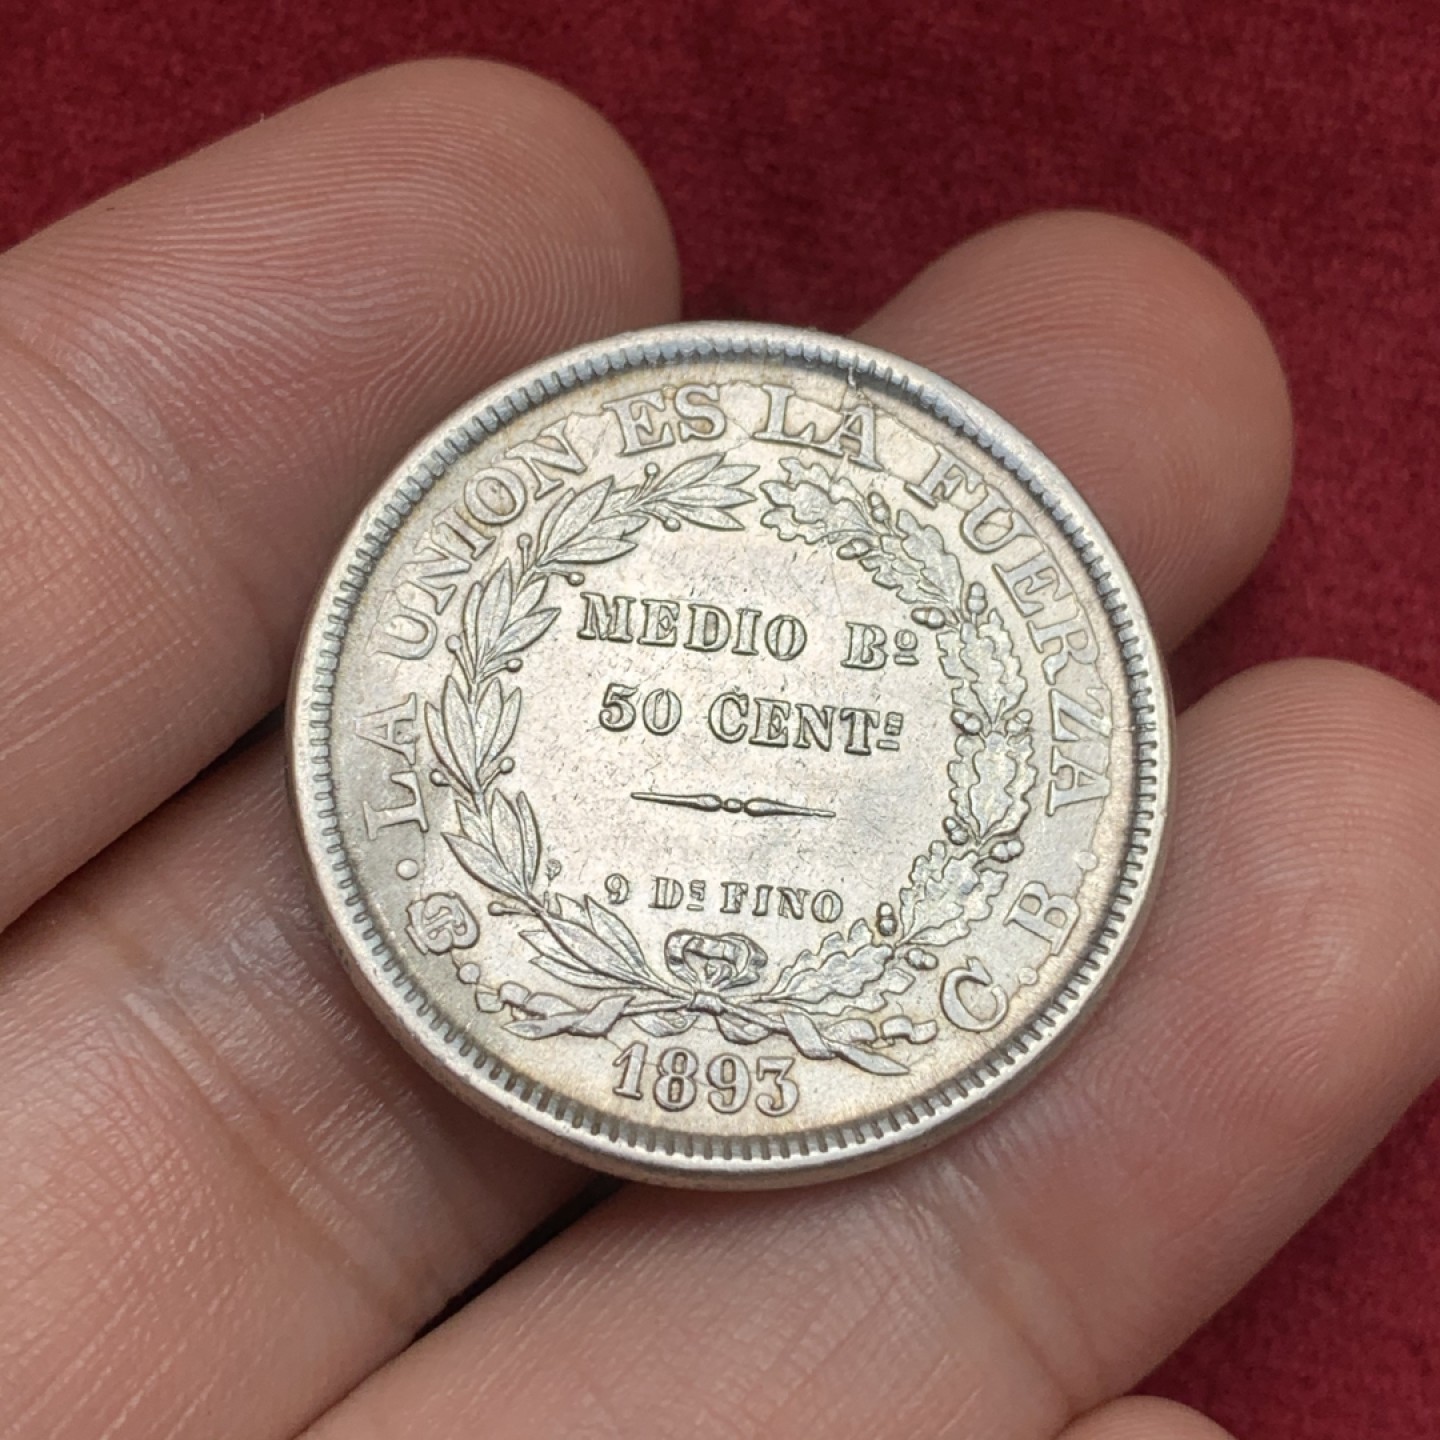 · LA UNION ES LA FUERZA ·
MEDIO Bº
50 CENTS
9 Ds FINO
C.B.
1893